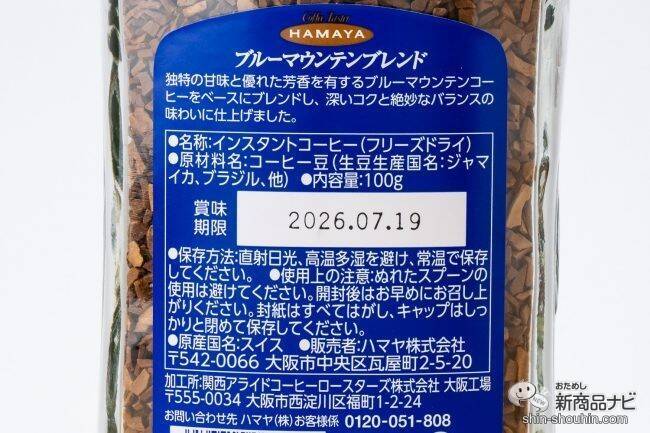 Coffee Taster
HAMAYA
ブルーマウンテンブレンド
独特の甘味と優れた芳香を有するブルーマウンテンコー
ヒーをベースにブレンドし、深いコクと絶妙なバランスの
味わいに仕上げました。
●名称:インスタントコーヒー(フリーズドライ)
●原材料名:コーヒー豆(生豆生産国名:ジャマ
イカ、ブラジル、他) ●内容量:100g
賞味
期限
2026.07.19
●保存方法:直射日光、高温多湿を避け、常温で保存
してください。 ●使用上の注意:ぬれたスプーンの
使用は避けてください。開封後はお早めにお召し上
がりください。封紙はすべてはがし、キャップはしっ
かりと閉めて保存してください。
●原産国名:スイス ●販売者:ハマヤ株式会社
〒542-0066 大阪市中央区瓦屋町2-5-20
加工所:関西アライドコーヒーロースターズ株式会社 大阪工場
〒555-0034 大阪市西淀川区福町1-2-24
お問い合わせ先 ハマヤ(株)お客様係 0120-051-808
おためし
新商品ナビ
shin-shouhin.com